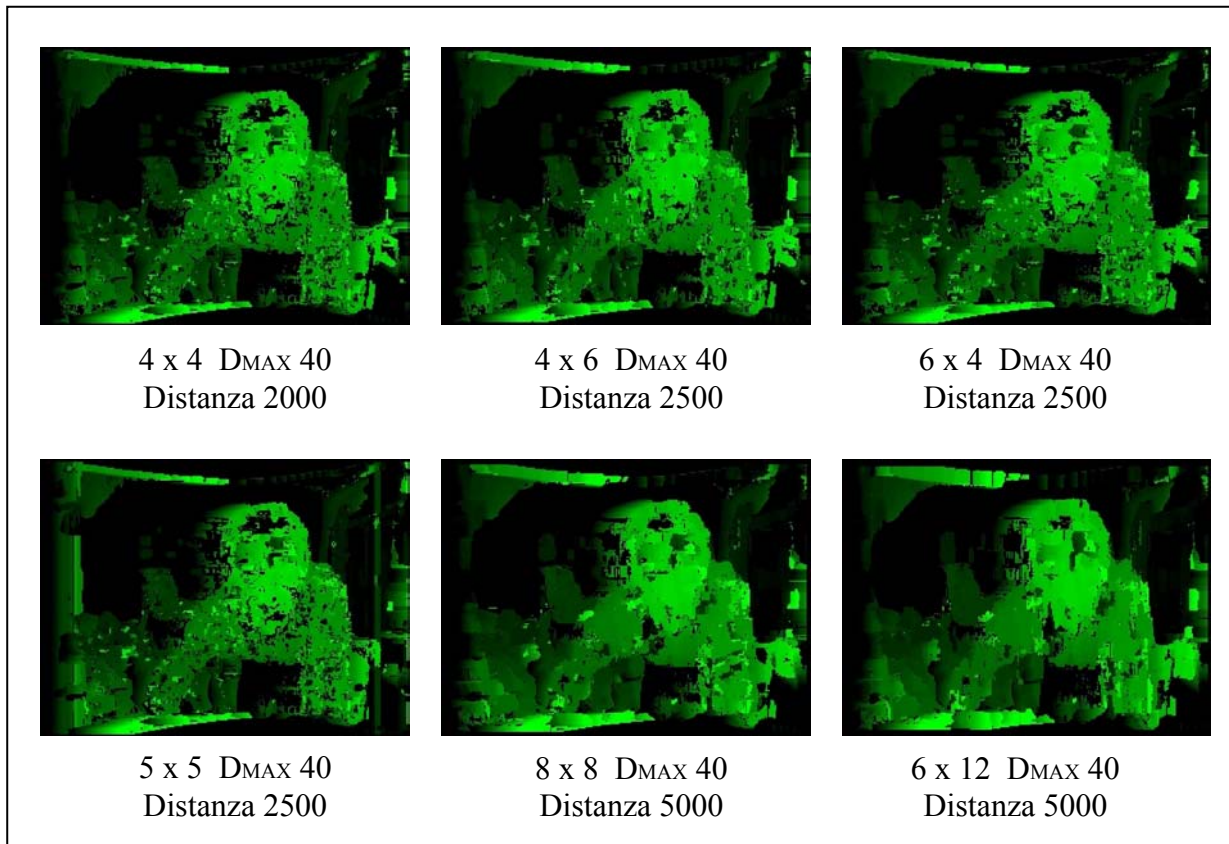 4 x 4 DMAX 40
Distanza 2000
4 x 6 DMAX 40
Distanza 2500
6 x 4 DMAX 40
Distanza 2500
5 x 5 DMAX 40
Distanza 2500
8 x 8 DMAX 40
Distanza 5000
6 x 12 DMAX 40
Distanza 5000